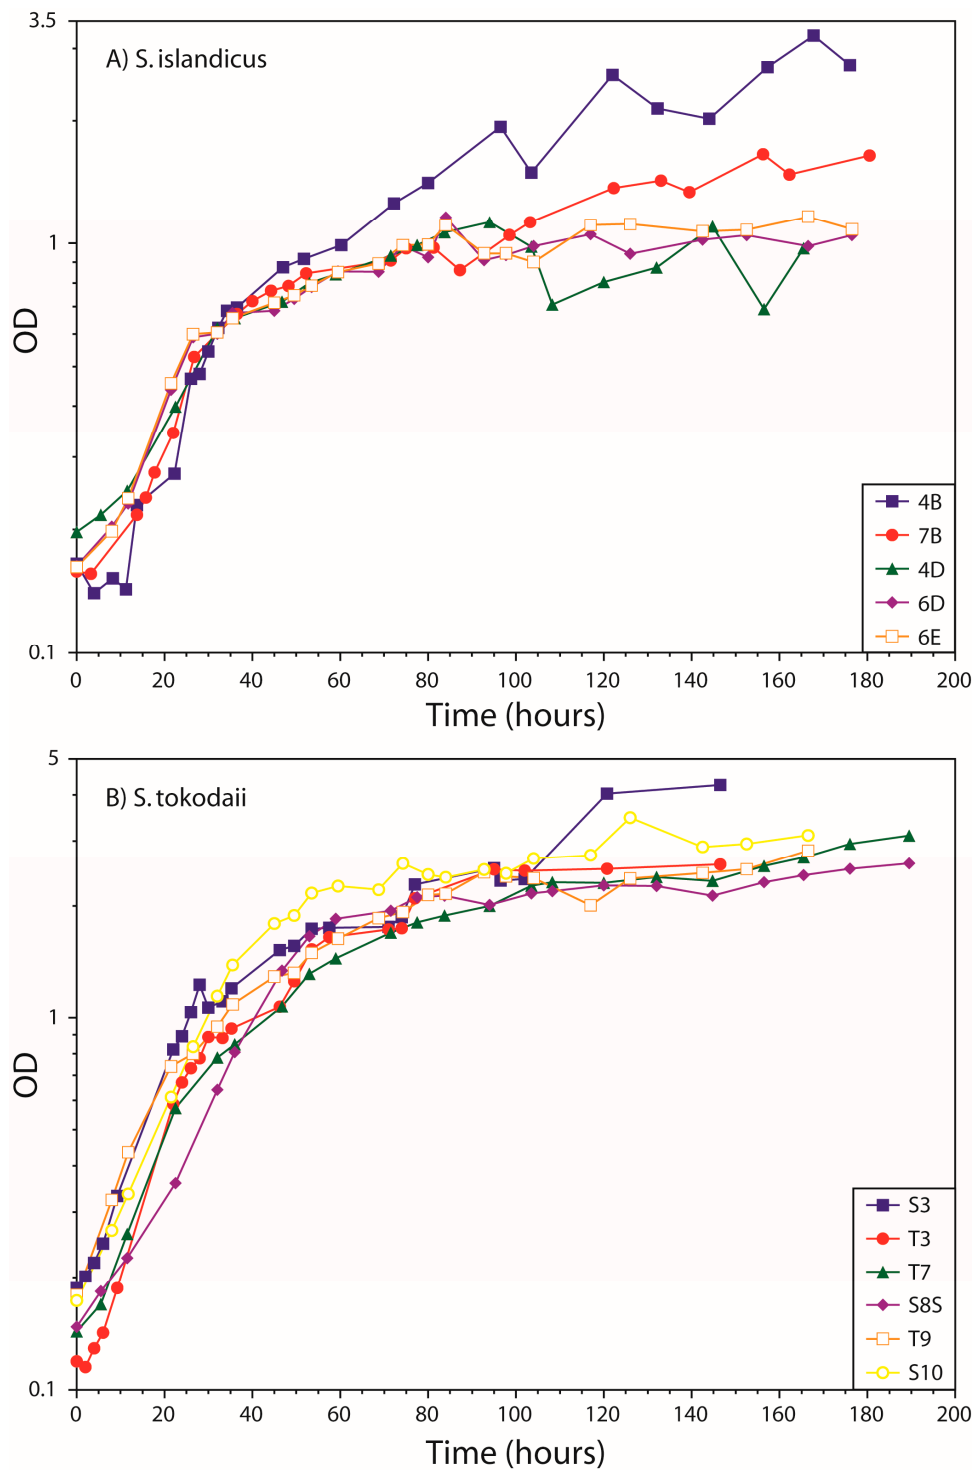 3.5
A) S. islandicus
1
OD
4B
7B
4D
6D
6E
0.1
0 20 40 60 80 100 120 140 160 180 200
Time (hours)
5
B) S. tokodaii
1
OD
S3
T3
T7
S8S
T9
S10
0.1
0 20 40 60 80 100 120 140 160 180 200
Time (hours)